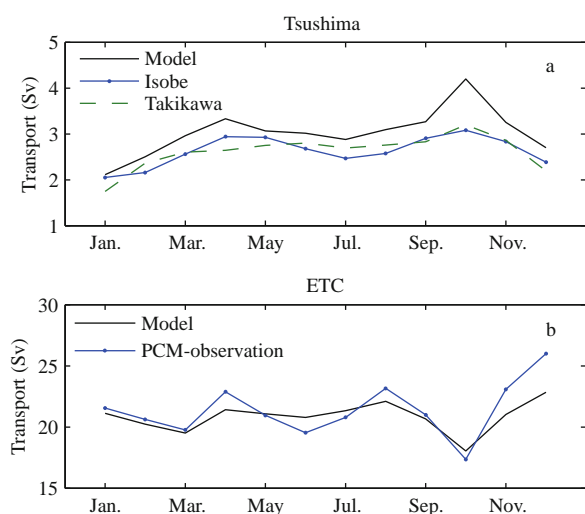 Tsushima
5
4
3
2
1
Transport (Sv)
Model
Isobe
Takikawa
a
Jan. Mar. May Jul. Sep. Nov.
ETC
30
25
20
15
Transport (Sv)
Model
PCM-observation
b
Jan. Mar. May Jul. Sep. Nov.